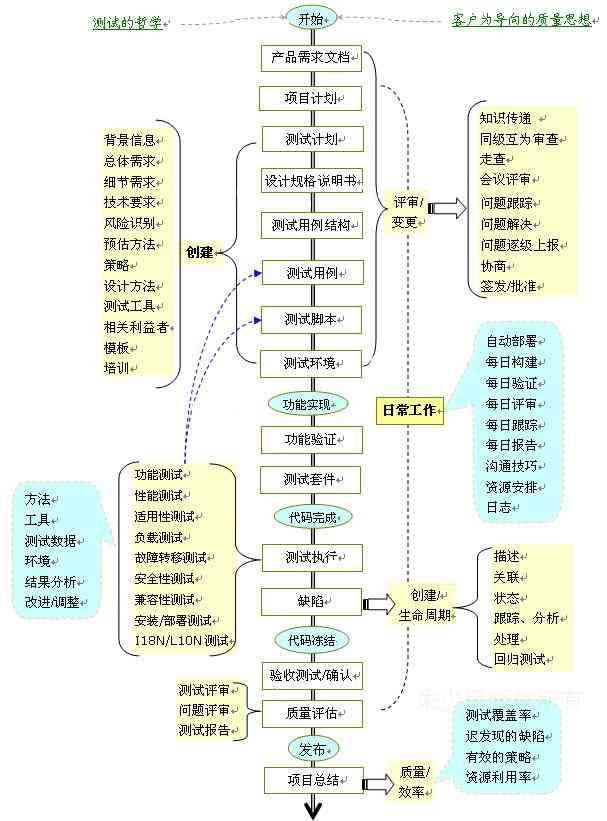 测试的哲学
开始
客户为导向的质量思想
产品需求文档
项目计划
测试计划
设计规格说明书
测试用例结构
测试用例
测试脚本
测试环境
功能实现
功能验证
测试套件
代码完成
测试执行
缺陷
代码冻结
验收测试/确认
质量评估
发布
项目总结
背景信息
总体需求
细节需求
技术要求
风险识别
预估方法
策略
设计方法
测试工具
相关利益者
模板
培训
创建
评审/
变更
知识传递
同级互为审查
走查
会议评审
问题跟踪
问题解决
问题逐级上报
协商
签发/批准
日常工作
自动部署
每日构建
每日验证
每日评审
每日跟踪
每日报告
沟通技巧
资源安排
日志
方法
工具
测试数据
环境
结果分析
改进/调整
功能测试
性能测试
适用性测试
负载测试
故障转移测试
安全性测试
兼容性测试
安装/部署测试
I18N/L10N 测试
创建/
生命周期
描述
关联
状态
跟踪、分析
处理
回归测试
测试评审
问题评审
测试报告
质量/
效率
测试覆盖率
迟发现的缺陷
有效的策略
资源利用率